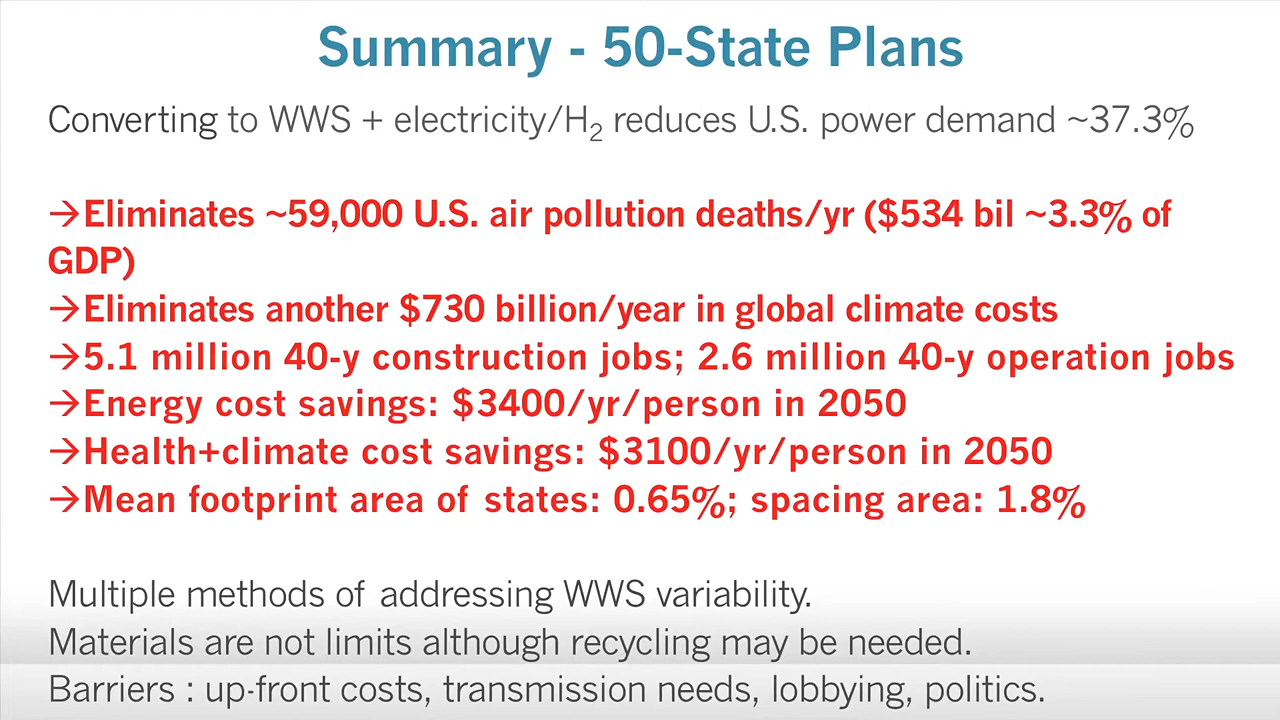 Summary - 50-State Plans
Converting to WWS + electricity/H₂ reduces U.S. power demand ~37.3%
→Eliminates ~59,000 U.S. air pollution deaths/yr ($534 bil ~3.3% of
GDP)
→Eliminates another $730 billion/year in global climate costs
→5.1 million 40-y construction jobs; 2.6 million 40-y operation jobs
→Energy cost savings: $3400/yr/person in 2050
→Health+climate cost savings: $3100/yr/person in 2050
→Mean footprint area of states: 0.65%; spacing area: 1.8%
Multiple methods of addressing WWS variability.
Materials are not limits although recycling may be needed.
Barriers : up-front costs, transmission needs, lobbying, politics.